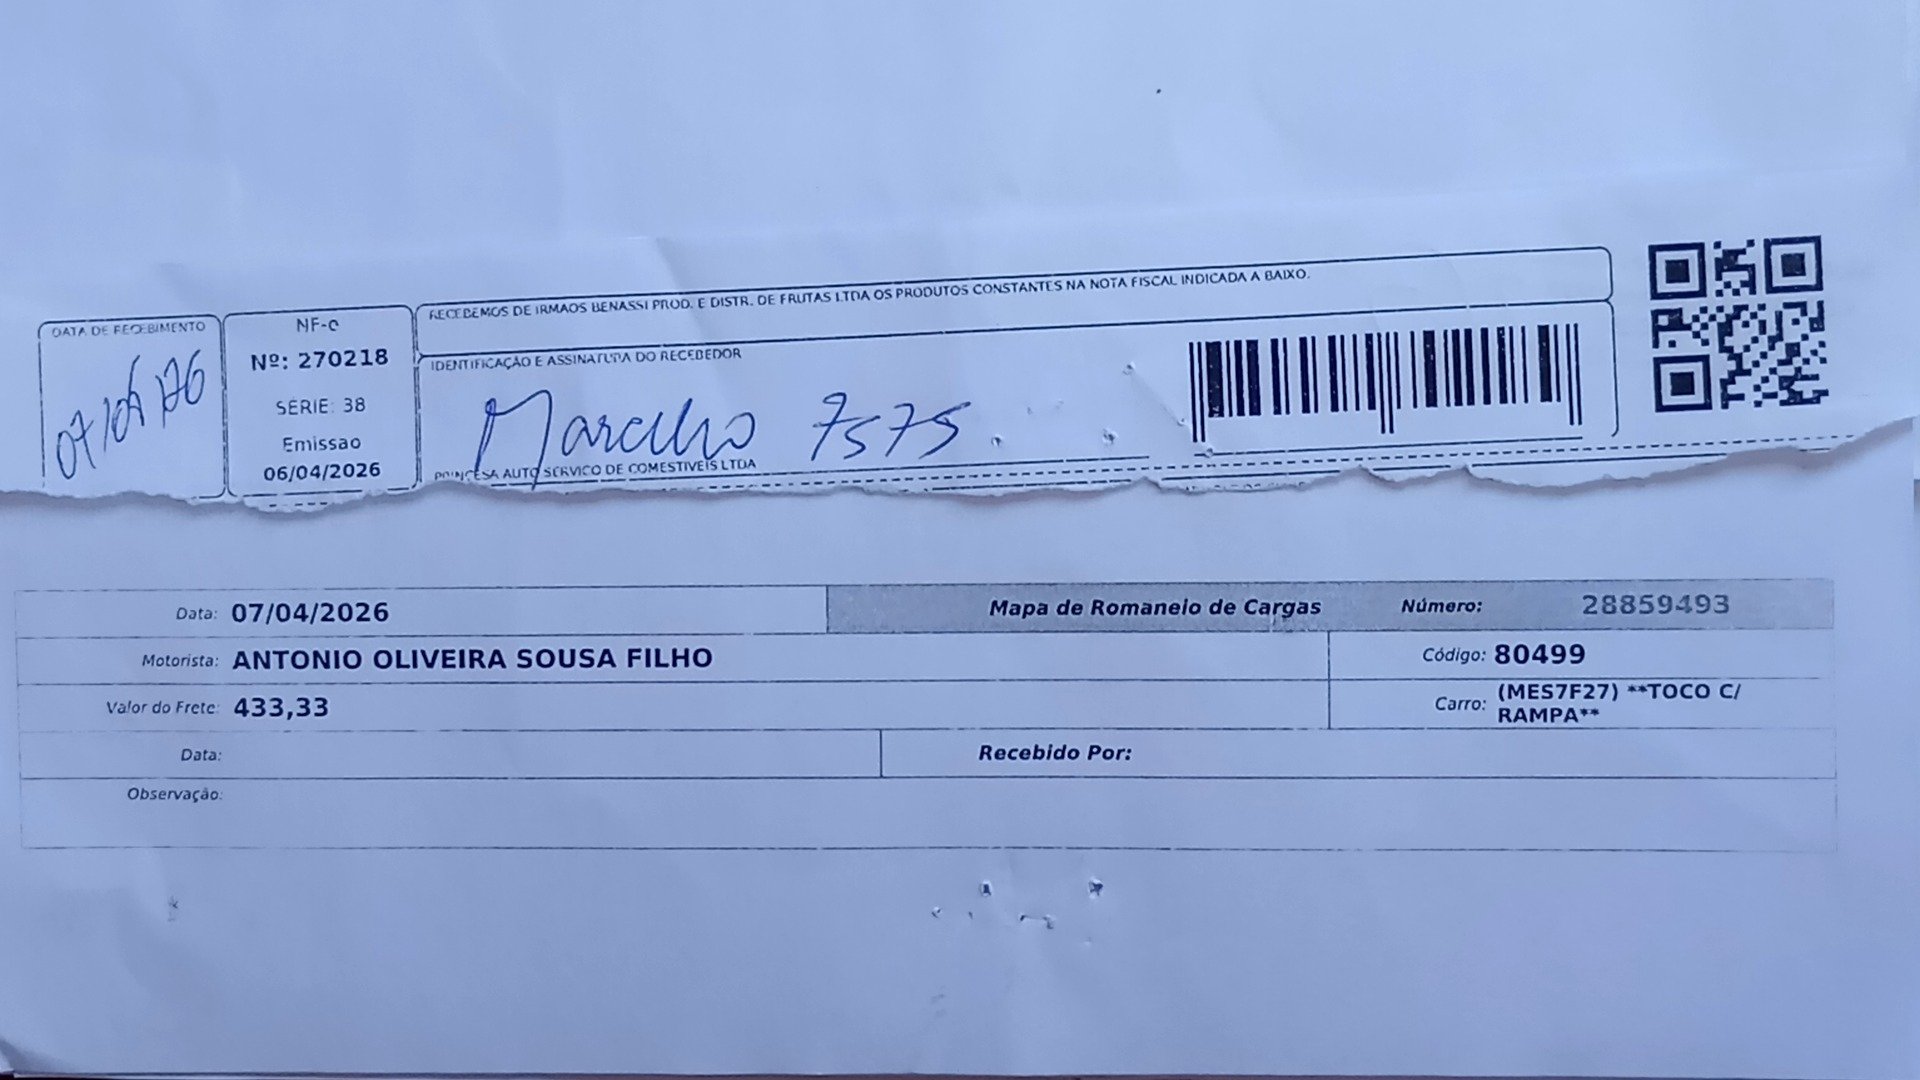 RECEBEMOS DE IRMAOS BENASSI PROD. E DISTR. DE FRUTAS LTDA OS PRODUTOS CONSTANTES NA NOTA FISCAL INDICADA A BAIXO.
DATA DE RECEBIMENTO
07/04/26
NF-e
Nº: 270218
SERIE: 38
Emissao
06/04/2026
IDENTIFICAÇÃO E ASSINATURA DO RECEBEDOR
7575
PRINCESA AUTO SERVICO DE COMESTIVEIS LTDA
Data: 07/04/2026
Mapa de Romaneio de Cargas Número: 28859493
Motorista: ANTONIO OLIVEIRA SOUSA FILHO
Código: 80499
Valor do Frete: 433,33
Carro: (MES7F27) **TOCO C/
RAMPA**
Data:
Recebido Por:
Observação: